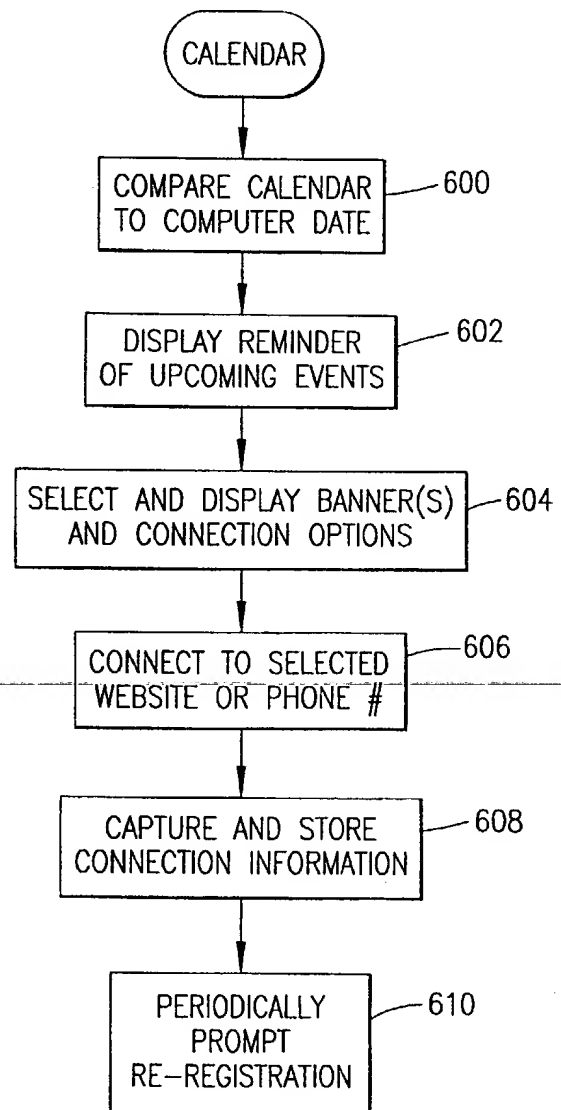 CALENDAR
COMPARE CALENDAR
TO COMPUTER DATE
600
DISPLAY REMINDER
OF UPCOMING EVENTS
602
SELECT AND DISPLAY BANNER(S)
AND CONNECTION OPTIONS
604
CONNECT TO SELECTED
WEBSITE OR PHONE #
606
CAPTURE AND STORE
CONNECTION INFORMATION
608
PERIODICALLY
PROMPT
RE-REGISTRATION
610